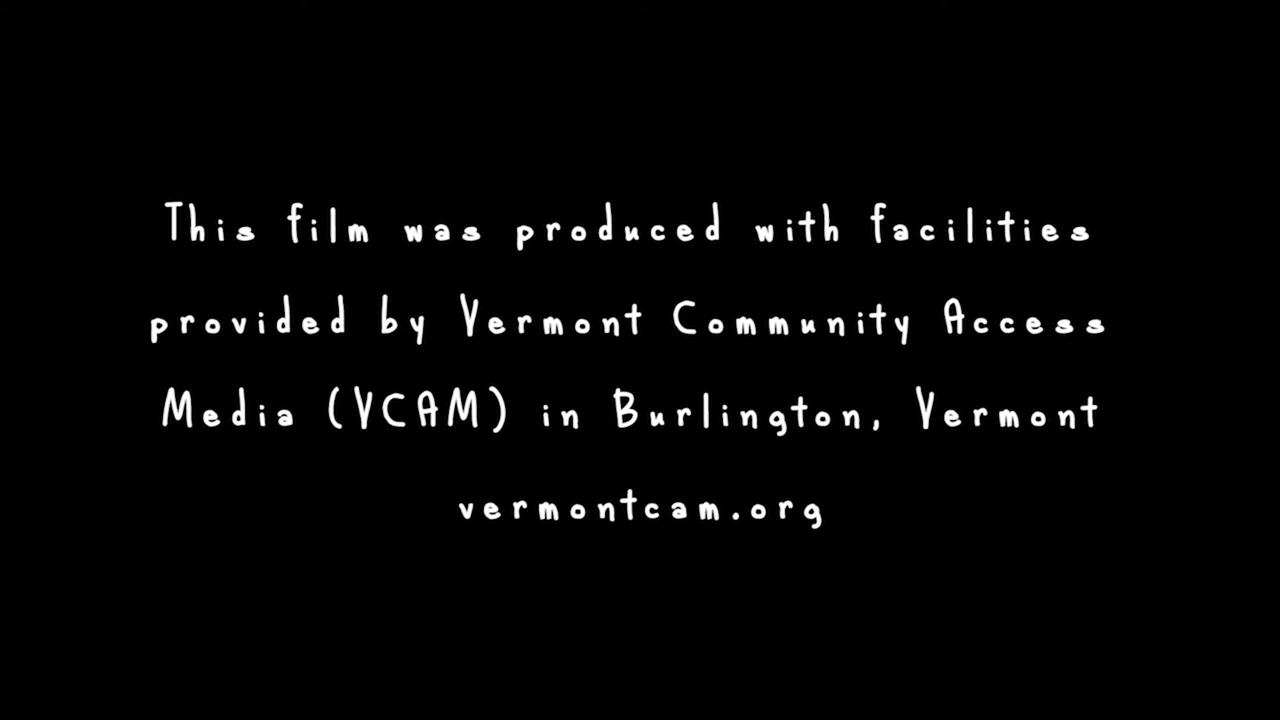 This film was produced with facilities
provided by Vermont Community Access
Media (VCAM) in Burlington, Vermont
vermontcam.org